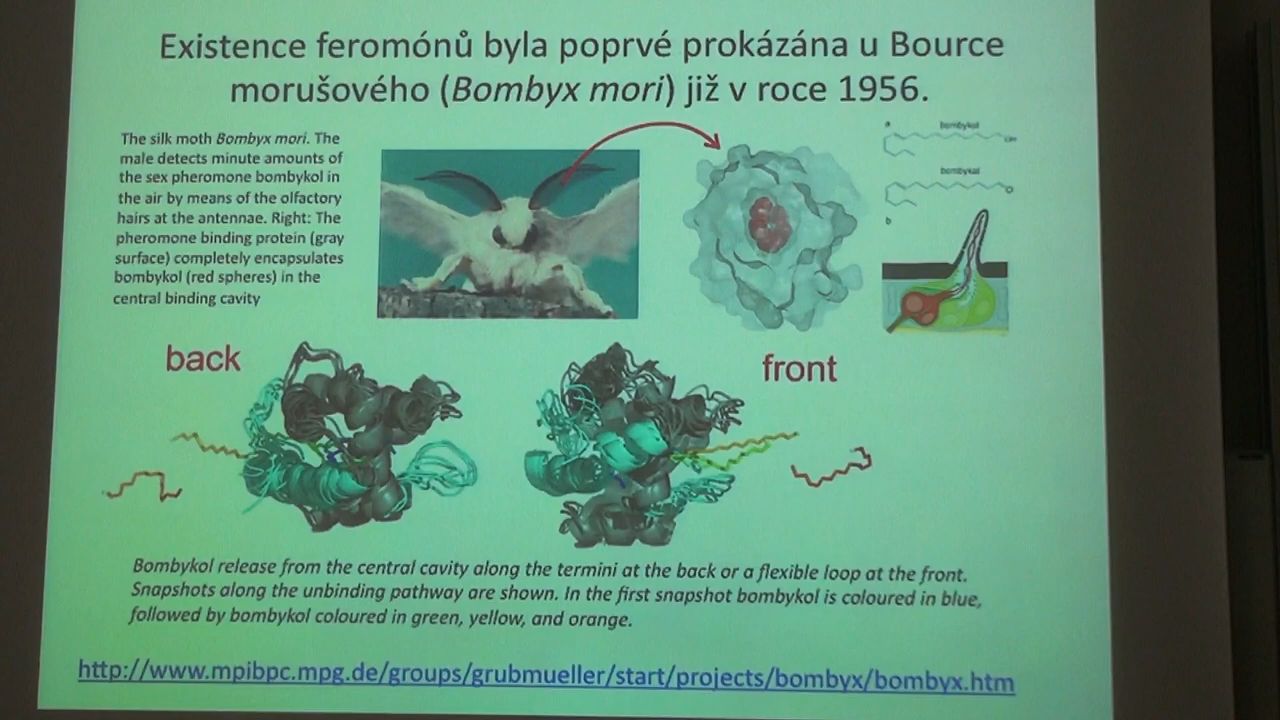 Existence feromónů byla poprvé prokázána u Bource
morušového (Bombyx mori) již v roce 1956.
The silk moth Bombyx mori. The
male detects minute amounts of
the sex pheromone bombykol in
the air by means of the olfactory
hairs at the antennae. Right: The
pheromone binding protein (gray
surface) completely encapsulates
bombykol (red spheres) in the
central binding cavity
a
bombykol
OH
bombykal
O
b
back
front
Bombykol release from the central cavity along the termini at the back or a flexible loop at the front.
Snapshots along the unbinding pathway are shown. In the first snapshot bombykol is coloured in blue,
followed by bombykol coloured in green, yellow, and orange.
http://www.mpibpc.mpg.de/groups/grubmueller/start/projects/bombyx/bombyx.htm